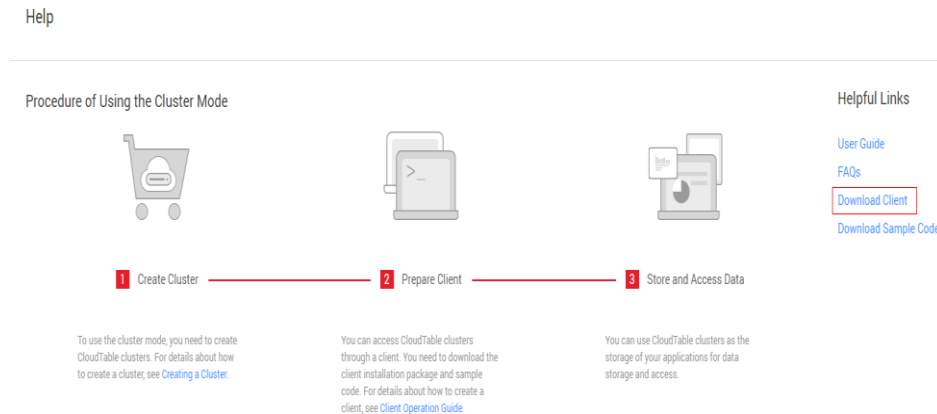 Help
Procedure of Using the Cluster Mode
Helpful Links
User Guide
FAQs
Download Client
Download Sample Code
>_
1 Create Cluster
2 Prepare Client
3 Store and Access Data
To use the cluster mode, you need to create
CloudTable clusters. For details about how
to create a cluster, see Creating a Cluster.
You can access CloudTable clusters
through a client. You need to download the
client installation package and sample
code. For details about how to create a
client, see Client Operation Guide.
You can use CloudTable clusters as the
storage of your applications for data
storage and access.